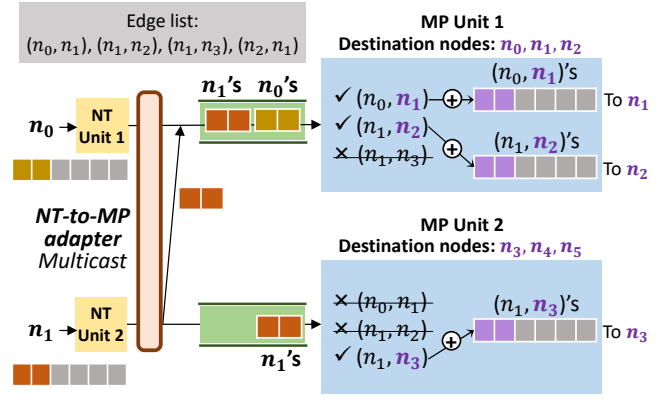 Edge list:
(n₀, n₁), (n₁, n₂), (n₁, n₃), (n₂, n₁)
MP Unit 1
Destination nodes: n₀, n₁, n₂
n₁'s n₀'s
n₀
NT
Unit 1
✓ (n₀, n₁)
✓ (n₁, n₂)
× (n₁, n₃)
(n₀, n₁)'s
To n₁
(n₁, n₂)'s
To n₂
NT-to-MP
adapter
Multicast
MP Unit 2
Destination nodes: n₃, n₄, n₅
n₁
NT
Unit 2
n₁'s
× (n₀, n₁)
× (n₁, n₂)
✓ (n₁, n₃)
(n₁, n₃)'s
To n₃